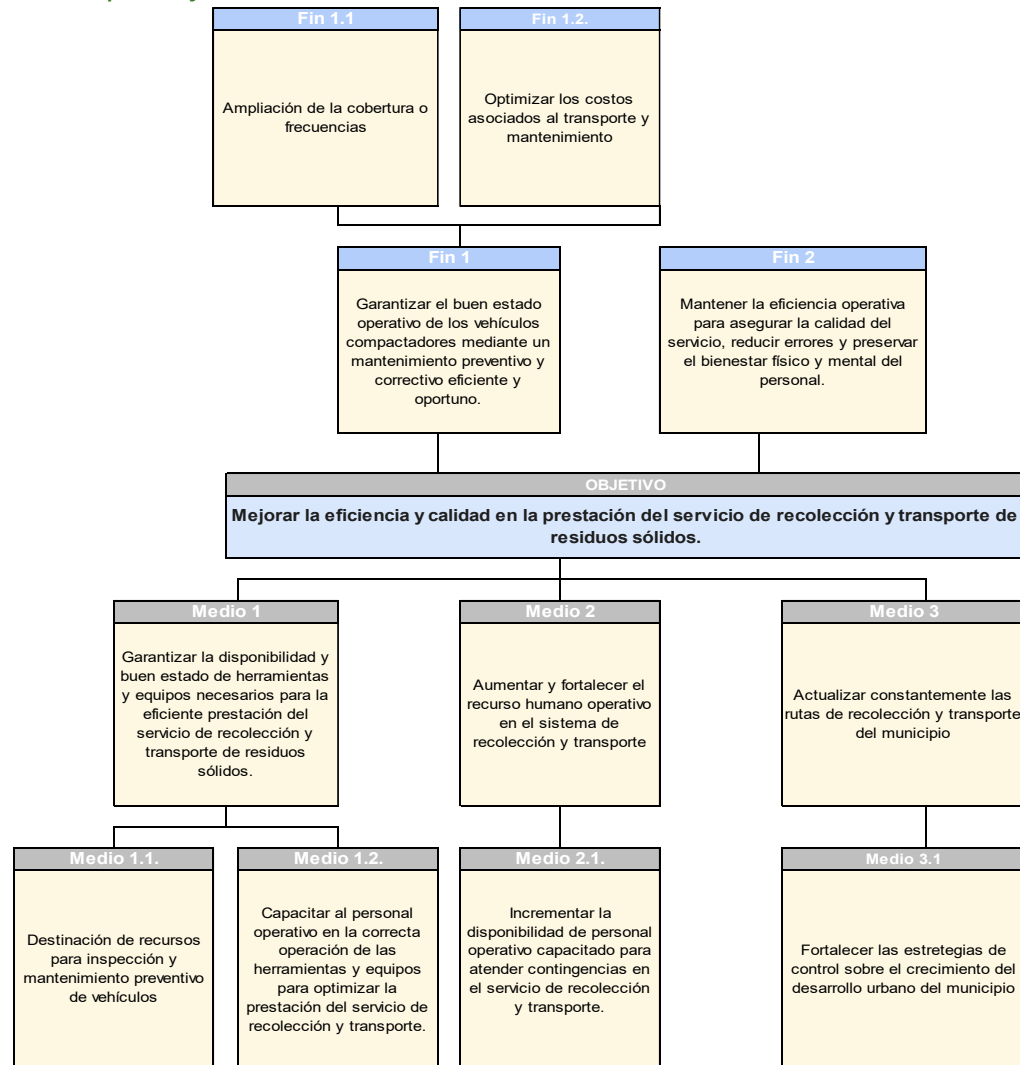 Fin 1.1
Ampliación de la cobertura o
frecuencias
Fin 1.2.
Optimizar los costos
asociados al transporte y
mantenimiento
Fin 1
Garantizar el buen estado
operativo de los vehículos
compactadores mediante un
mantenimiento preventivo y
correctivo eficiente y
oportuno.
Fin 2
Mantener la eficiencia operativa
para asegurar la calidad del
servicio, reducir errores y preservar
el bienestar físico y mental del
personal.
OBJETIVO
Mejorar la eficiencia y calidad en la prestación del servicio de recolección y transporte de
residuos sólidos.
Medio 1
Garantizar la disponibilidad y
buen estado de herramientas
y equipos necesarios para la
eficiente prestación del
servicio de recolección y
transporte de residuos
sólidos.
Medio 2
Aumentar y fortalecer el
recurso humano operativo
en el sistema de
recolección y transporte
Medio 3
Actualizar constantemente las
rutas de recolección y transporte
del municipio
Medio 1.1.
Destinación de recursos
para inspección y
mantenimiento preventivo
de vehículos
Medio 1.2.
Capacitar al personal
operativo en la correcta
operación de las
herramientas y equipos
para optimizar la
prestación del servicio de
recolección y transporte.
Medio 2.1.
Incrementar la
disponibilidad de personal
operativo capacitado para
atender contingencias en
el servicio de recolección
y transporte.
Medio 3.1
Fortalecer las estretegias de
control sobre el crecimiento del
desarrollo urbano del municipio